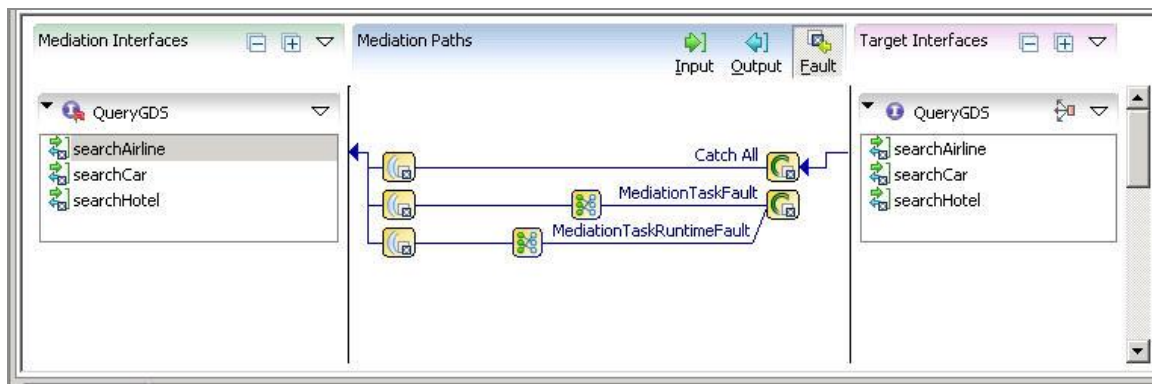 Mediation Interfaces
Mediation Paths
Input
Output
Fault
Target Interfaces
QueryGDS
searchAirline
searchCar
searchHotel
Catch All
MediationTaskFault
MediationTaskRuntimeFault
QueryGDS
searchAirline
searchCar
searchHotel